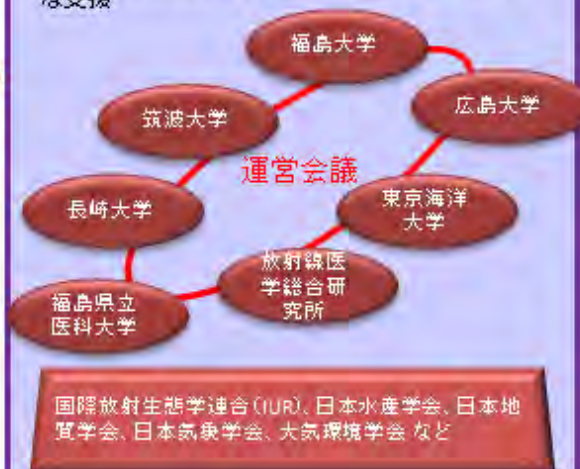 な支援
福島大学
筑波大学
広島大学
運営会議
長崎大学
東京海洋
大学
放射線医
学総合研
究所
福島県立
医科大学
国際放射生態学連合(IUR)、日本水産学会、日本地
質学会、日本気象学会、大気環境学会 など